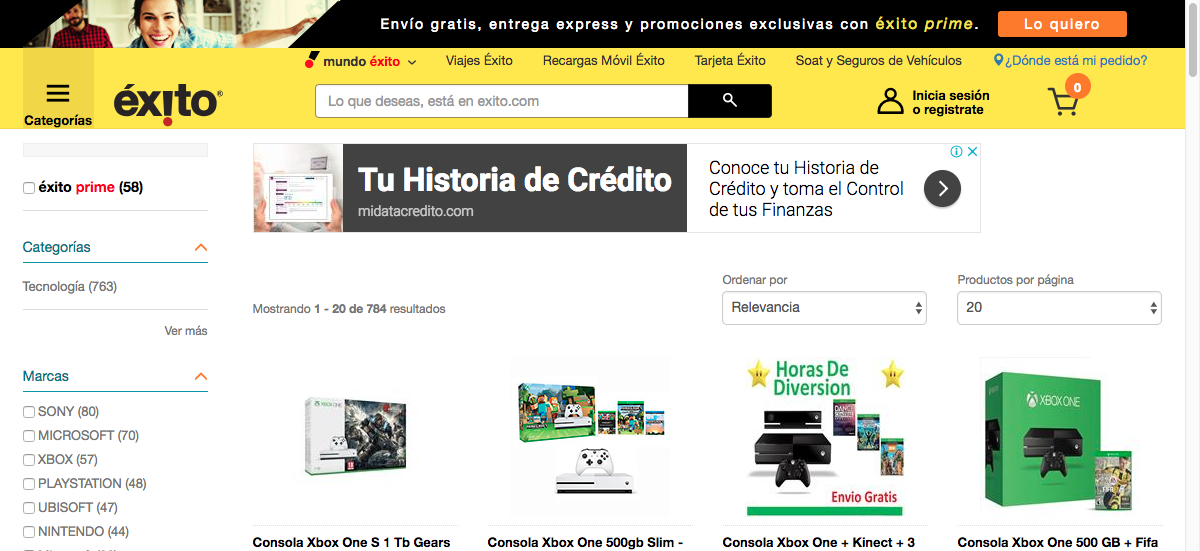 Envío gratis, entrega express y promociones exclusivas con éxito prime.
Lo quiero
mundo éxito
Viajes Éxito
Recargas Móvil Éxito
Tarjeta Éxito
Soat y Seguros de Vehículos
¿Dónde está mi pedido?
Categorías
éxito®
Lo que deseas, está en exito.com
Inicia sesión
o registrate
0
éxito prime (58)
Categorías
Tecnología (763)
Ver más
Marcas
SONY (80)
MICROSOFT (70)
XBOX (57)
PLAYSTATION (48)
UBISOFT (47)
NINTENDO (44)
Tu Historia de Crédito
midatacredito.com
Conoce tu Historia de
Crédito y toma el Control
de tus Finanzas
Mostrando 1 - 20 de 784 resultados
Ordenar por
Relevancia
Productos por página
20
Horas De
Diversion
Envio Gratis
XBOX ONE
Consola Xbox One S 1 Tb Gears
Consola Xbox One 500gb Slim -
Consola Xbox One + Kinect + 3
Consola Xbox One 500 GB + Fifa